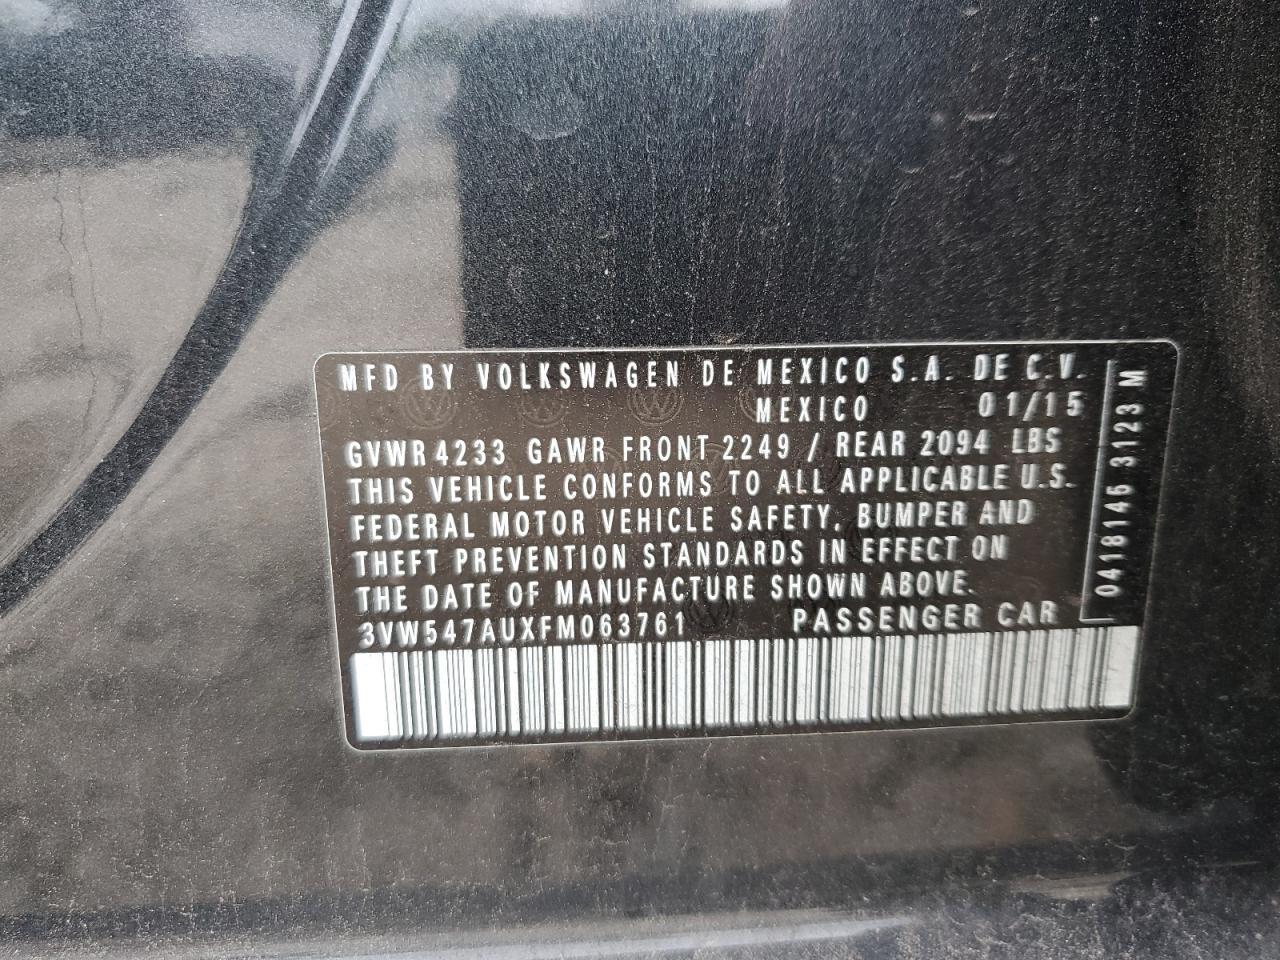 MFD BY VOLKSWAGEN DE MEXICO S.A. DE C.V.
MEXICO 01/15
GVWR 4233 GAWR FRONT 2249 / REAR 2094 LBS
THIS VEHICLE CONFORMS TO ALL APPLICABLE U.S.
FEDERAL MOTOR VEHICLE SAFETY, BUMPER AND
THEFT PREVENTION STANDARDS IN EFFECT ON
THE DATE OF MANUFACTURE SHOWN ABOVE.
3VW547AUXFM063761 PASSENGER CAR
0418146 3123 M